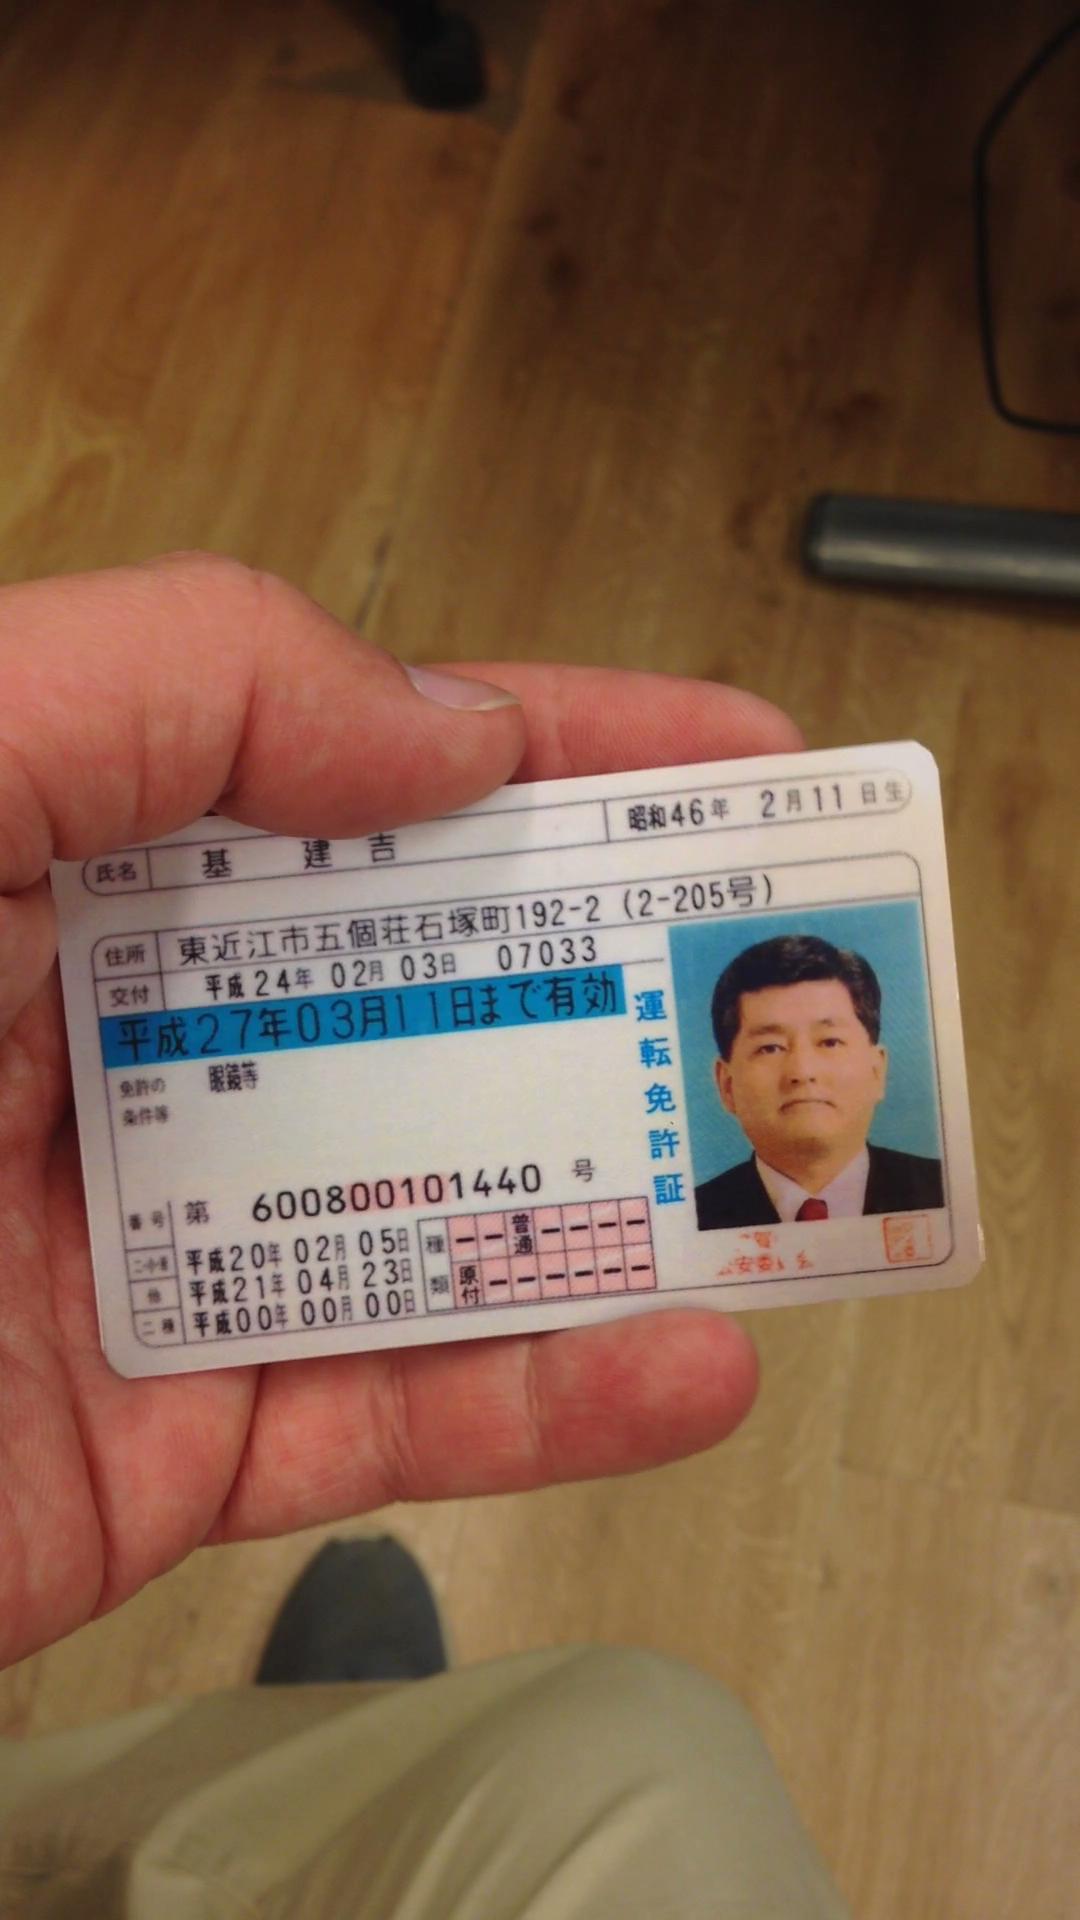 氏名 基 建吉 昭和46年 2月11日生
住所 東近江市五個荘石塚町192-2 (2-205号)
交付 平成24年 02月 03日 07033
平成27年03月11日まで有効
免許の
条件等
眼鏡等
運転免許証
番号 第 600800101440 号
二・小・原 平成20年 02月 05日
他 平成21年 04月 23日
二種 平成00年 00月 00日
種類
普通
原付